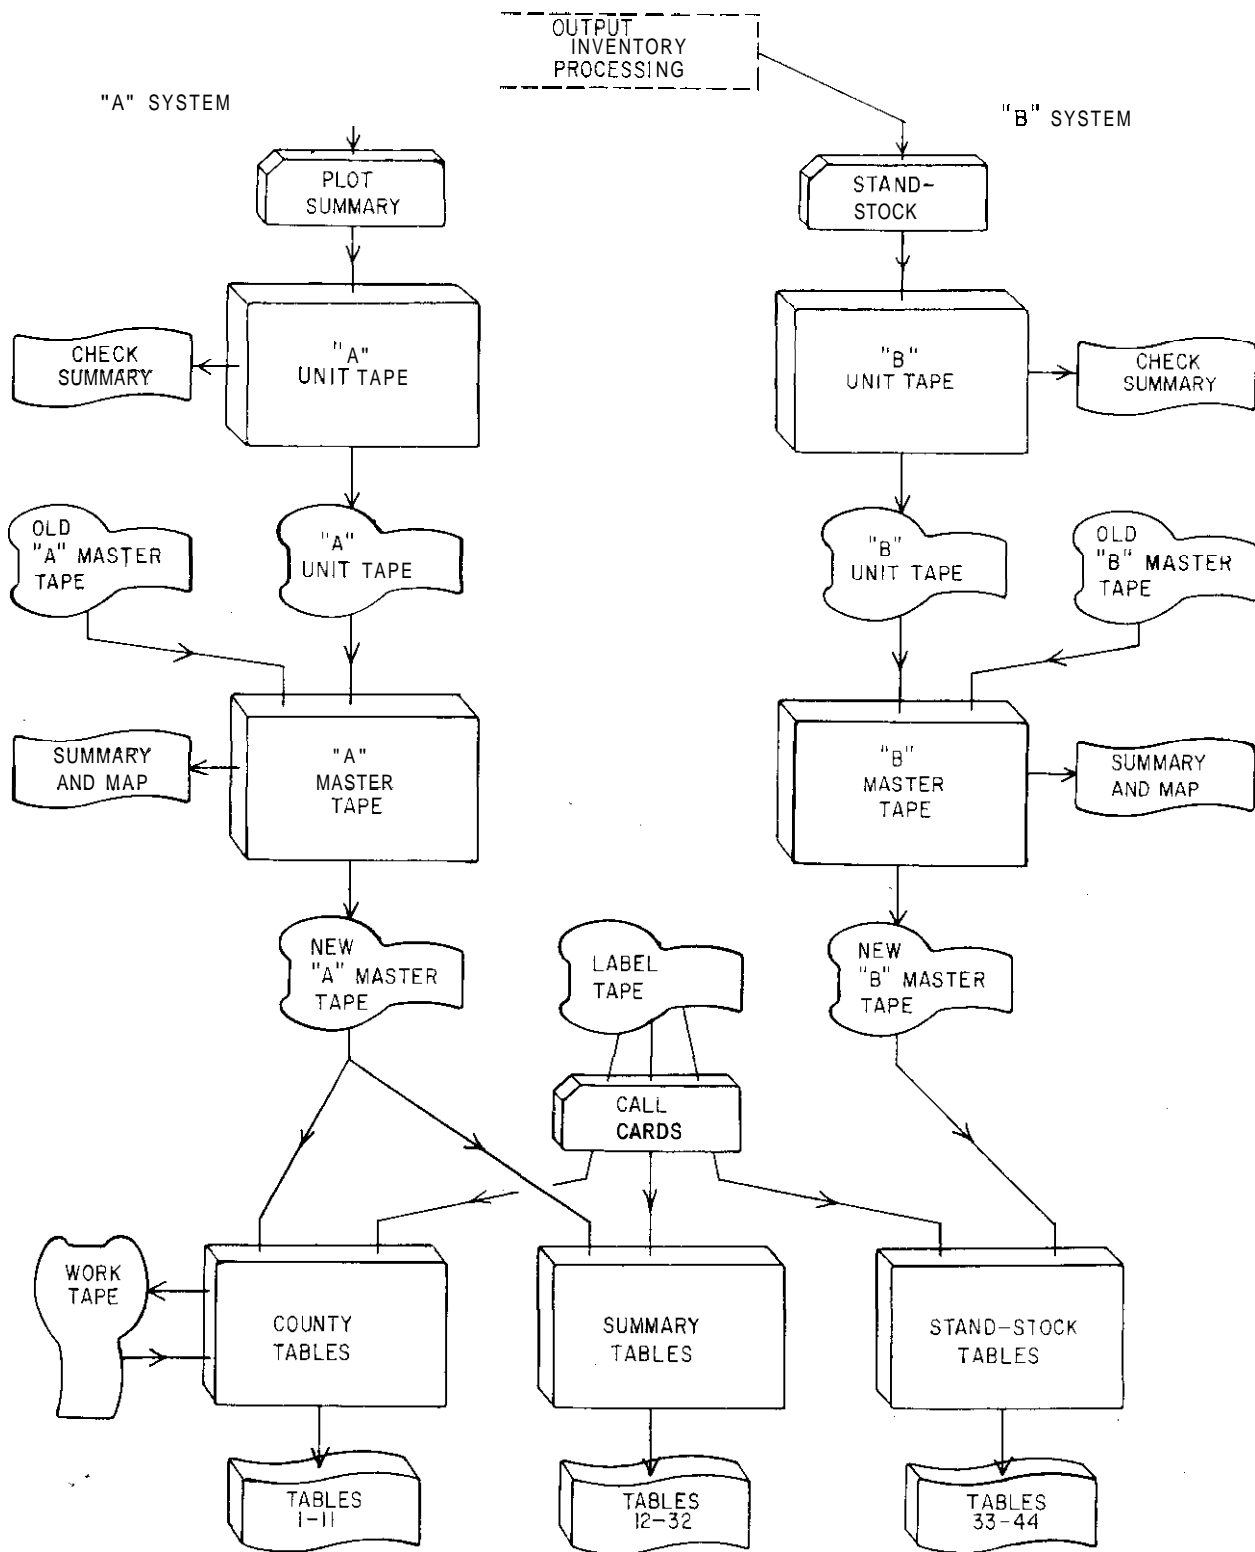 OUTPUT
INVENTORY
PROCESSING
"A" SYSTEM
"B" SYSTEM
PLOT
SUMMARY
STAND-
STOCK
CHECK
SUMMARY
"A"
UNIT TAPE
"B"
UNIT TAPE
CHECK
SUMMARY
OLD
"A" MASTER
TAPE
"A"
UNIT TAPE
"B"
UNIT TAPE
OLD
"B" MASTER
TAPE
SUMMARY
AND MAP
"A"
MASTER
TAPE
"B"
MASTER
TAPE
SUMMARY
AND MAP
NEW
"A" MASTER
TAPE
LABEL
TAPE
NEW
"B" MASTER
TAPE
CALL
CARDS
WORK
TAPE
COUNTY
TABLES
SUMMARY
TABLES
STAND-STOCK
TABLES
TABLES
1-11
TABLES
12-32
TABLES
33-44